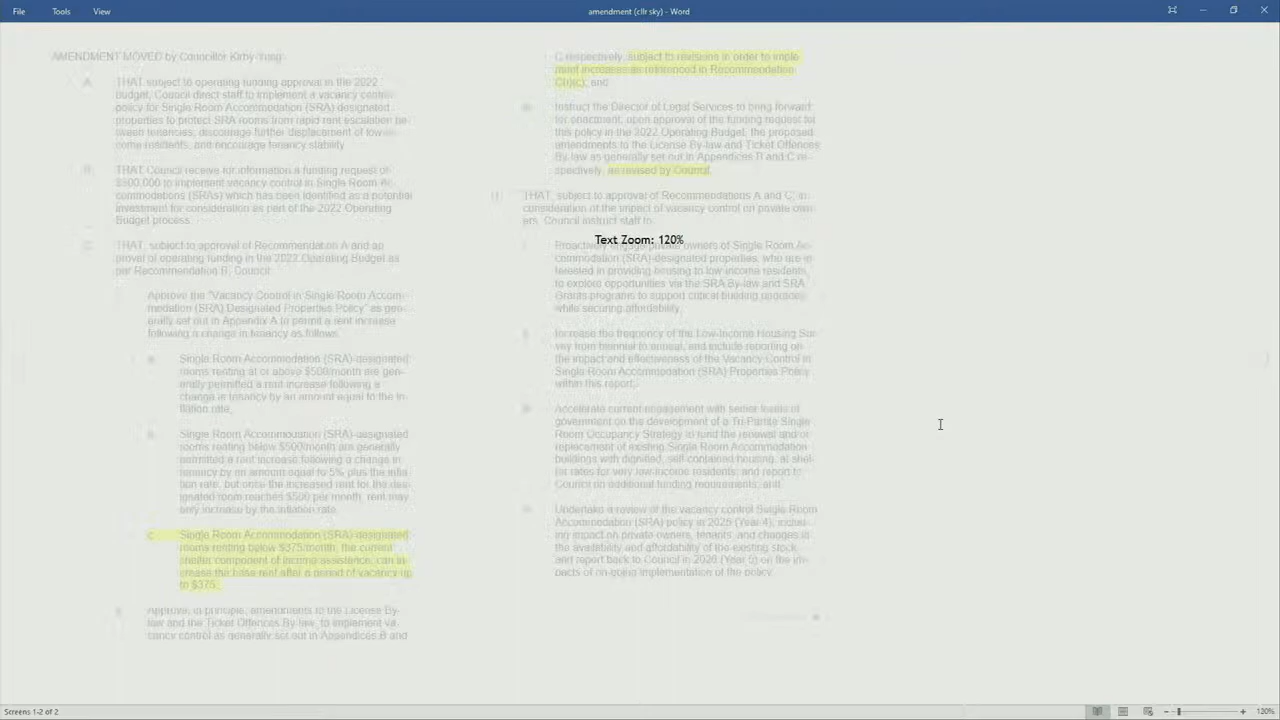 File Tools View
amendment (cllr sky) - Word
AMENDMENT MOVED by Councillor Kirby-Yung
A THAT, subject to operating funding approval in the 2022
budget, Council direct staff to implement a vacancy control
policy for Single Room Accommodation (SRA) designated
properties to protect SRA rooms from rapid rent escalation be-
tween tenancies, discourage further displacement of low-in-
come residents, and encourage tenancy stability.
B THAT Council receive for information a funding request of
$500,000 to implement vacancy control in Single Room Ac-
commodations (SRAs) which has been identified as a potential
investment for consideration as part of the 2022 Operating
Budget process.
C THAT, subject to approval of Recommendation A and ap-
proval of operating funding in the 2022 Operating Budget as
per Recommendation B, Council:
Approve the "Vacancy Control in Single Room Accom-
modation (SRA) Designated Properties Policy" as gen-
erally set out in Appendix A to permit a rent increase
following a change in tenancy as follows:
a. Single Room Accommodation (SRA)-designated
rooms renting at or above $500/month are gen-
erally permitted a rent increase following a
change in tenancy by an amount equal to the in-
flation rate;
b. Single Room Accommodation (SRA)-designated
rooms renting below $500/month are generally
permitted a rent increase following a change in
tenancy by an amount equal to 5% plus the infla-
tion rate, but once the increased rent for the des-
ignated room reaches $500 per month, rent may
only increase by the inflation rate.
c. Single Room Accommodation (SRA)-designated
rooms renting below $375/month, the current
shelter component of income assistance, can in-
crease the base rent after a period of vacancy up
to $375.
ii. Approve, in principle, amendments to the License By-
law and the Ticket Offences By-law, to implement va-
cancy control as generally set out in Appendices B and
C respectively, subject to revisions in order to imple-
ment increases as referenced in Recommendation
C(i)(c); and
iii. Instruct the Director of Legal Services to bring forward
for enactment, upon approval of the funding request for
this policy in the 2022 Operating Budget, the proposed
amendments to the License By-law and Ticket Offences
By-law as generally set out in Appendices B and C re-
spectively, as revised by Council.
D THAT, subject to approval of Recommendations A and C, in
consideration of the impact of vacancy control on private own-
ers, Council instruct staff to:
Text Zoom: 120%
Proactively engage private owners of Single Room Ac-
commodation (SRA)-designated properties, who are in-
terested in providing housing to low-income residents,
to explore opportunities via the SRA By-law and SRA
Grants programs to support critical building upgrades
while securing affordability;
ii. Increase the frequency of the Low-Income Housing Sur-
vey from biennial to annual, and include reporting on
the impact and effectiveness of the Vacancy Control in
Single Room Accommodation (SRA) Properties Policy
within this report;
iii. Accelerate current engagement with senior levels of
government on the development of a Tri-Partite Single
Room Occupancy Strategy to fund the renewal and/or
replacement of existing Single Room Accommodation
buildings with dignified, self-contained housing, at shel-
ter rates for very low-income residents; and report to
Council on additional funding requirements; and
iv. Undertake a review of the vacancy control Single Room
Accommodation (SRA) policy in 2025 (Year 4), includ-
ing impact on private owners, tenants, and changes in
the availability and affordability of the existing stock,
and report back to Council in 2026 (Year 5) on the im-
pacts of on-going implementation of the policy.
Screens 1-2 of 2
120%